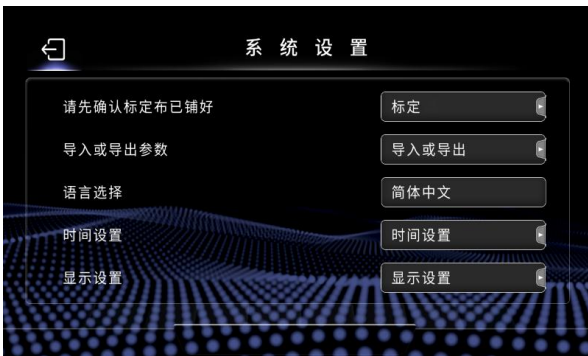 系统设置
请先确认标定布已铺好 标定
导入或导出参数 导入或导出
语言选择 简体中文
时间设置 时间设置
显示设置 显示设置